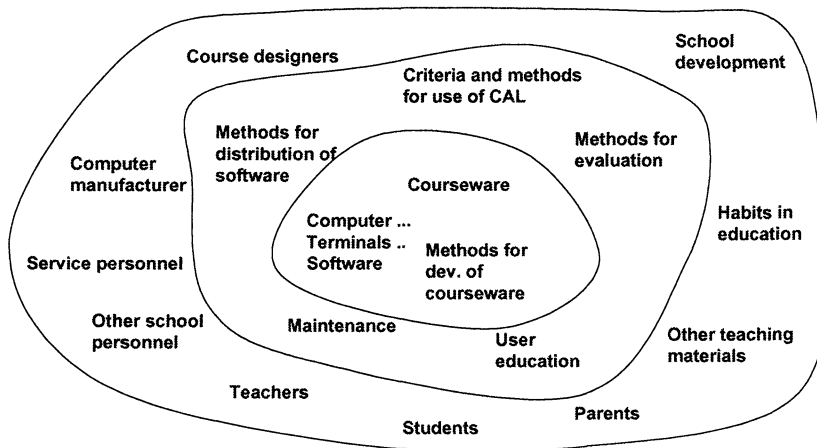 Course designers
School
development
Criteria and methods
for use of CAL
Methods for
distribution of
software
Methods for
evaluation
Computer
manufacturer
Courseware
Habits in
education
Computer ...
Terminals ..
Software
Methods for
dev. of
courseware
Service personnel
Other school
personnel
Maintenance
User
education
Other teaching
materials
Teachers
Students
Parents